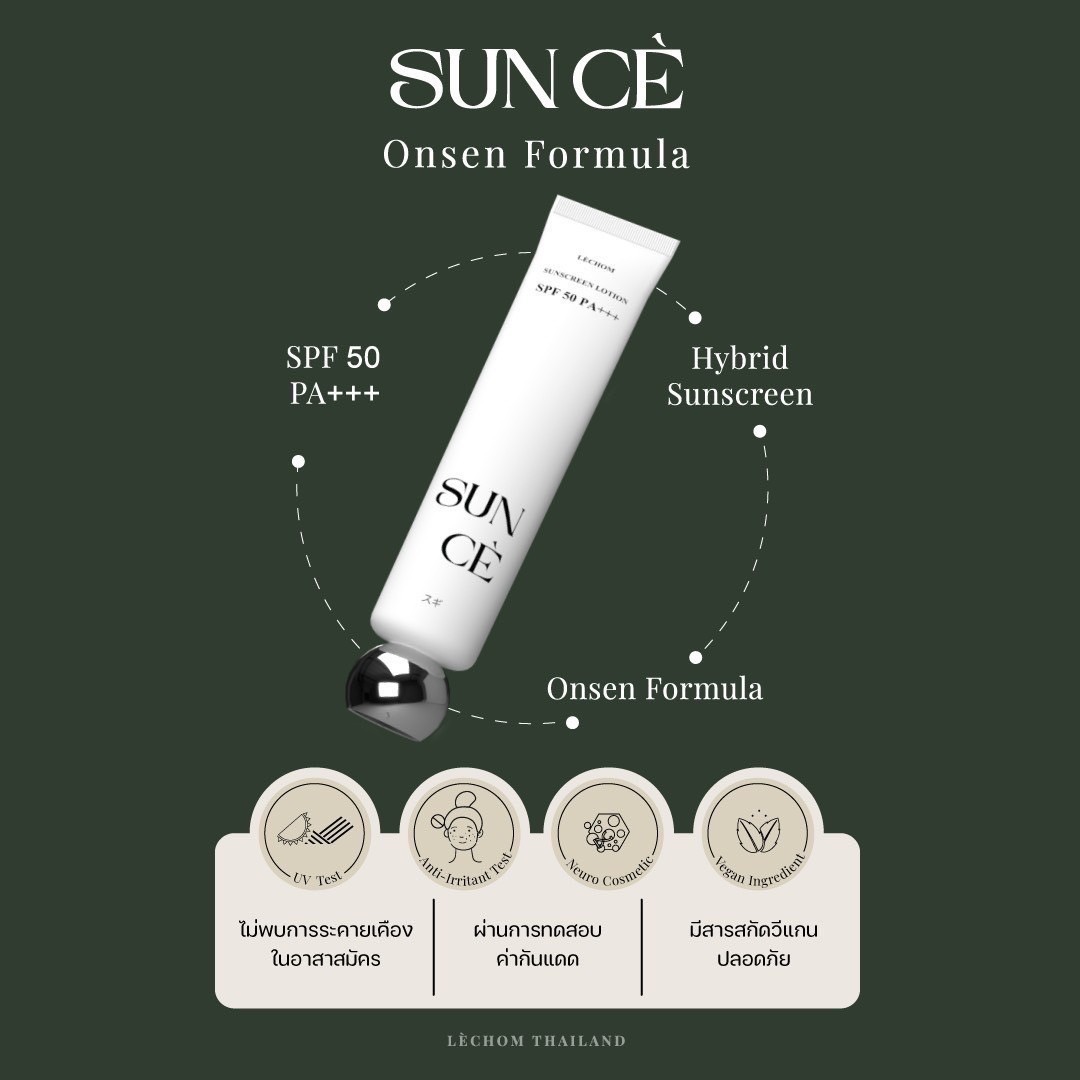 SUN CÈ
Onsen Formula
LÈCHOM
SUNSCREEN LOTION
SPF 50 PA+++
SPF 50
PA+++
Hybrid
Sunscreen
SUN
CÈ
スギ
Onsen Formula
UV Test
Anti-Irritant Test
Neuro Cosmetic
Vegan Ingredient
ไม่พบการระคายเคือง
ในอาสาสมัคร
ผ่านการทดสอบ
ค่ากันแดด
มีสารสกัดวีแกน
ปลอดภัย
LÈCHOM THAILAND